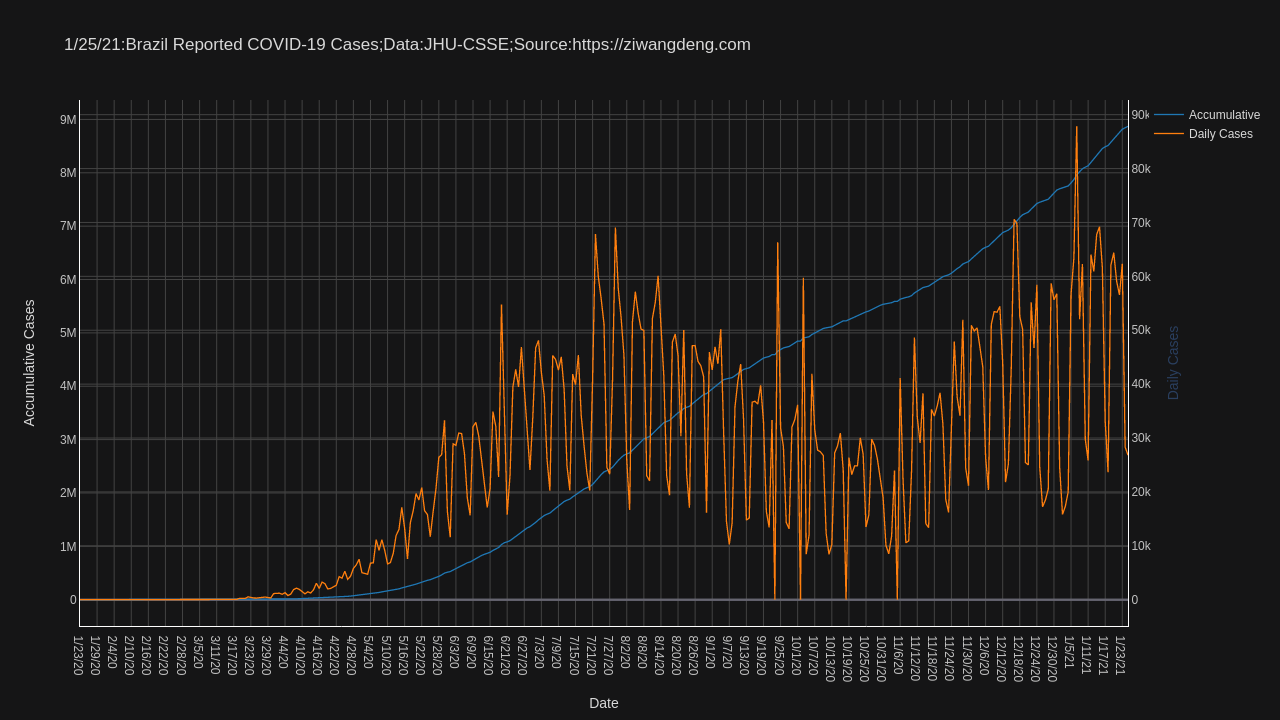 1/25/21:Brazil Reported COVID-19 Cases;Data:JHU-CSSE;Source:https://ziwangdeng.com
Accumulative
Daily Cases
9M
8M
7M
6M
5M
4M
3M
2M
1M
0
Accumulative Cases
90k
80k
70k
60k
50k
40k
30k
20k
10k
0
Daily Cases
1/23/20
1/29/20
2/4/20
2/10/20
2/16/20
2/22/20
2/28/20
3/5/20
3/11/20
3/17/20
3/23/20
3/29/20
4/4/20
4/10/20
4/16/20
4/22/20
4/28/20
5/4/20
5/10/20
5/16/20
5/22/20
5/28/20
6/3/20
6/9/20
6/15/20
6/21/20
6/27/20
7/3/20
7/9/20
7/15/20
7/21/20
7/27/20
8/2/20
8/8/20
8/14/20
8/20/20
8/26/20
9/1/20
9/7/20
9/13/20
9/19/20
9/25/20
10/1/20
10/7/20
10/13/20
10/19/20
10/25/20
10/31/20
11/6/20
11/12/20
11/18/20
11/24/20
11/30/20
12/6/20
12/12/20
12/18/20
12/24/20
12/30/20
1/5/21
1/11/21
1/17/21
1/23/21
Date